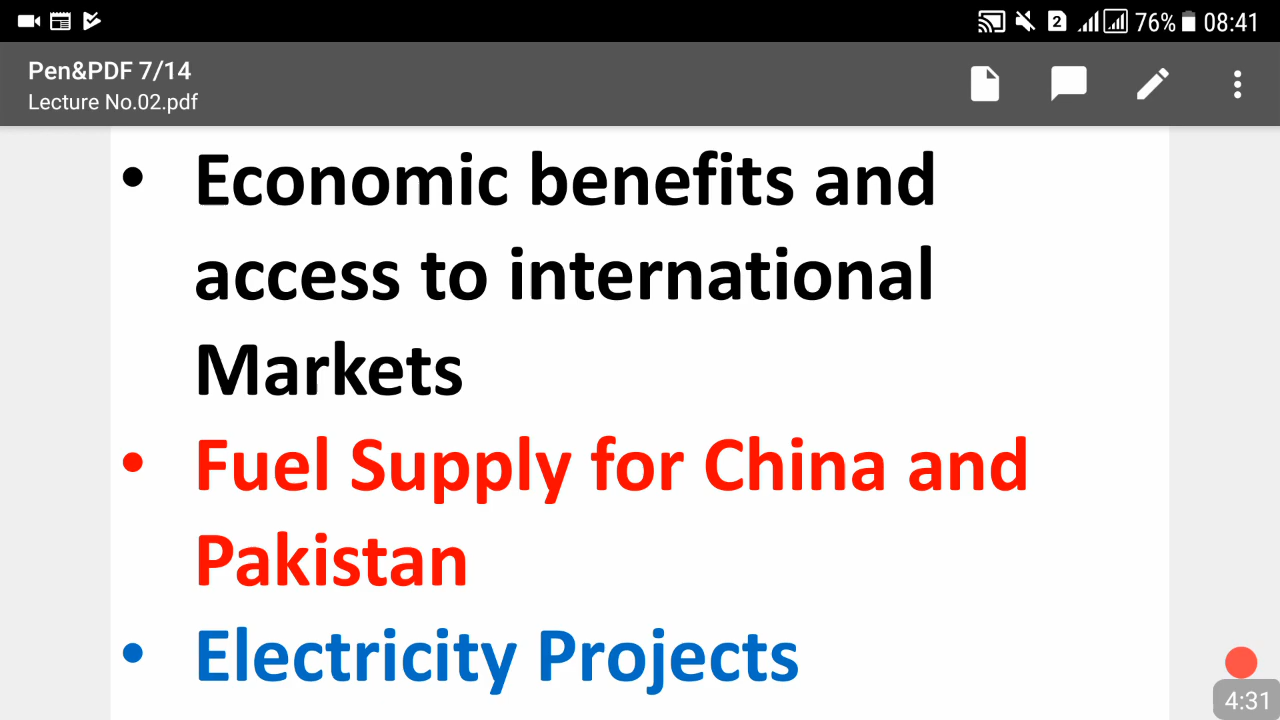 2 76% 08:41
Pen&PDF 7/14
Lecture No.02.pdf
• Economic benefits and
access to international
Markets
• Fuel Supply for China and
Pakistan
• Electricity Projects
4:31